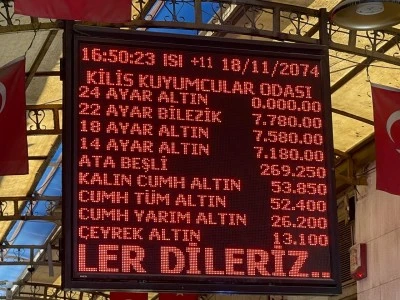 16:50:23 ISI +11 18/11/2074
KİLİS KUYUMCULAR ODASI
24 AYAR ALTIN 0.000.00
22 AYAR BİLEZİK 7.780.00
18 AYAR ALTIN 7.580.00
14 AYAR ALTIN 7.180.00
ATA BEŞLİ 269.250
KALIN CUMH ALTIN 53.850
CUMH TÜM ALTIN 52.400
CUMH YARIM ALTIN 26.200
ÇEYREK ALTIN 13.100
LER DİLERİZ..